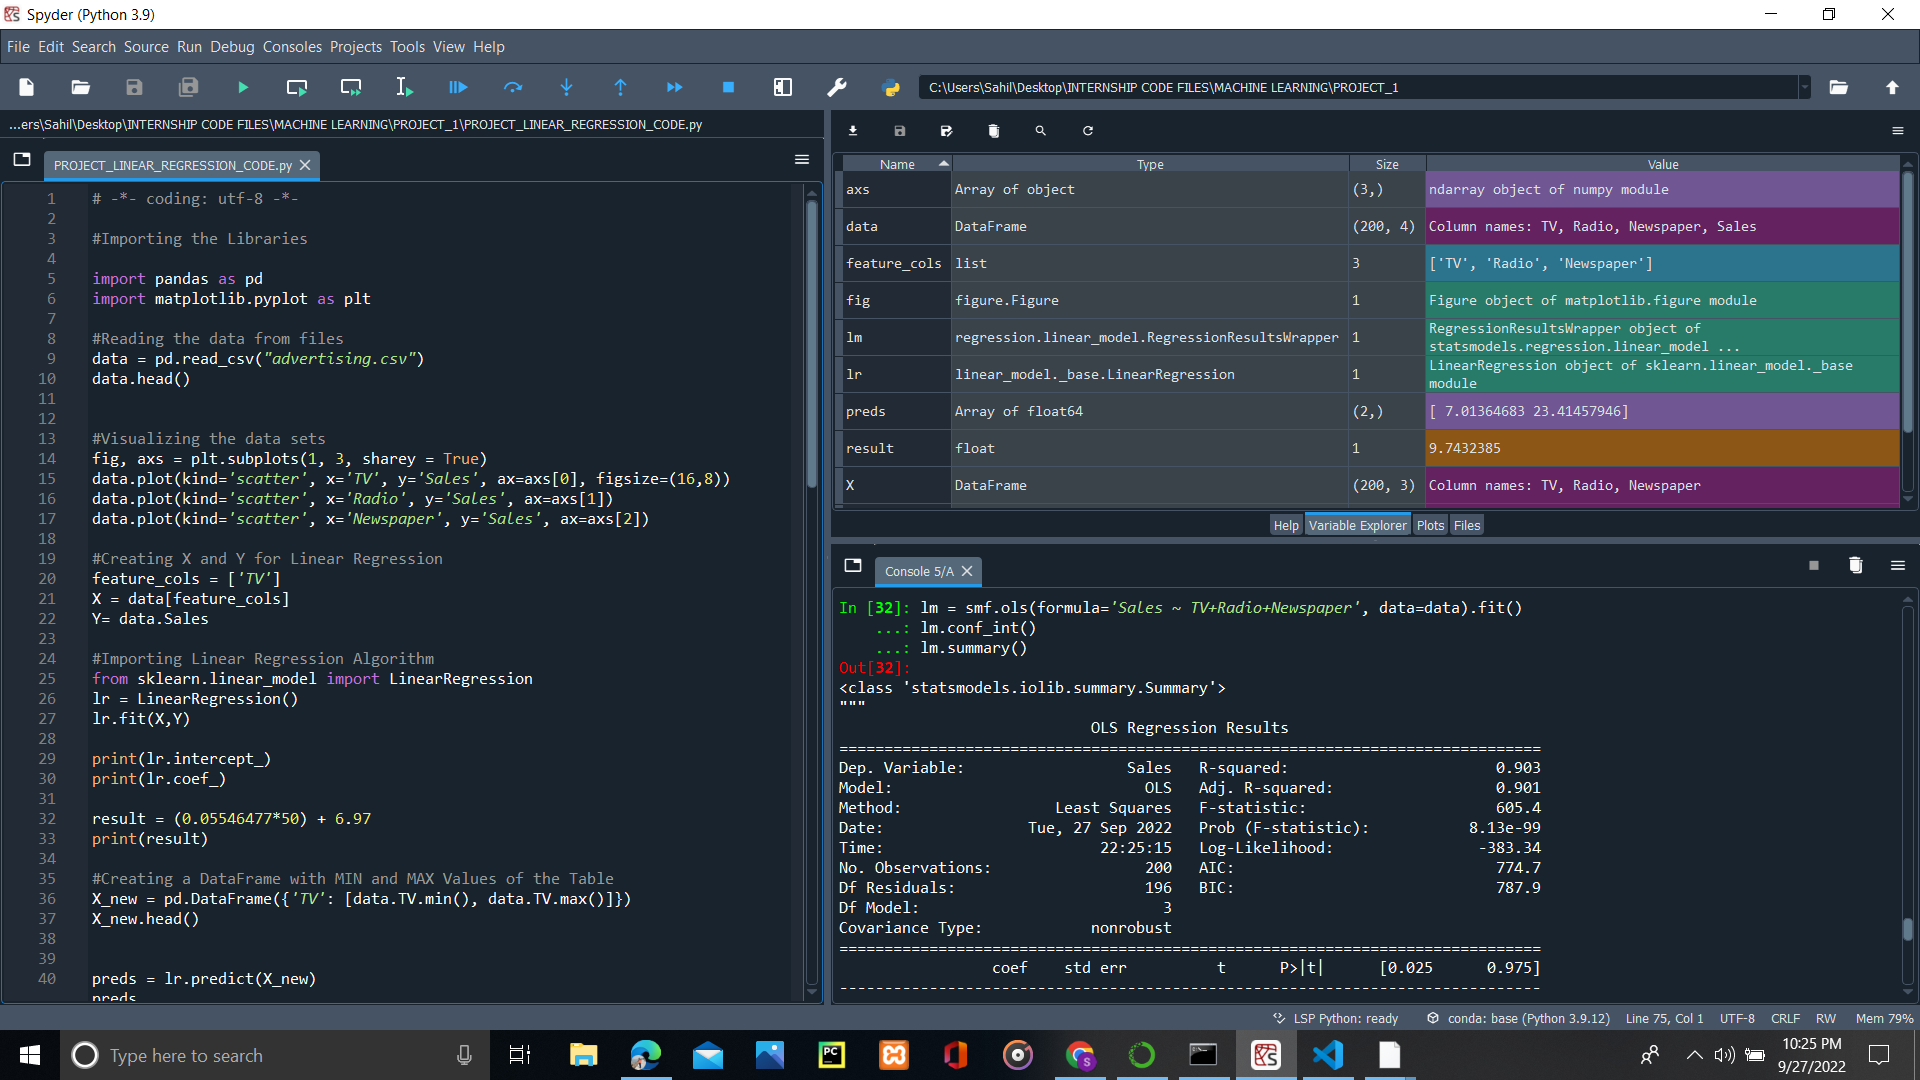 Spyder (Python 3.9)
File Edit Search Source Run Debug Consoles Projects Tools View Help
C:\Users\Sahil\Desktop\INTERNSHIP CODE FILES\MACHINE LEARNING\PROJECT_1
...ers\Sahil\Desktop\INTERNSHIP CODE FILES\MACHINE LEARNING\PROJECT_1\PROJECT_LINEAR_REGRESSION_CODE.py
PROJECT_LINEAR_REGRESSION_CODE.py
1 # -*- coding: utf-8 -*-
2
3 #Importing the Libraries
4
5 import pandas as pd
6 import matplotlib.pyplot as plt
7
8 #Reading the data from files
9 data = pd.read_csv("advertising.csv")
10 data.head()
11
12
13 #Visualizing the data sets
14 fig, axs = plt.subplots(1, 3, sharey = True)
15 data.plot(kind='scatter', x='TV', y='Sales', ax=axs[0], figsize=(16,8))
16 data.plot(kind='scatter', x='Radio', y='Sales', ax=axs[1])
17 data.plot(kind='scatter', x='Newspaper', y='Sales', ax=axs[2])
18
19 #Creating X and Y for Linear Regression
20 feature_cols = ['TV']
21 X = data[feature_cols]
22 Y= data.Sales
23
24 #Importing Linear Regression Algorithm
25 from sklearn.linear_model import LinearRegression
26 lr = LinearRegression()
27 lr.fit(X,Y)
28
29 print(lr.intercept_)
30 print(lr.coef_)
31
32 result = (0.05546477*50) + 6.97
33 print(result)
34
35 #Creating a DataFrame with MIN and MAX Values of the Table
36 X_new = pd.DataFrame({'TV': [data.TV.min(), data.TV.max()]})
37 X_new.head()
38
39
40 preds = lr.predict(X_new)
preds
Name Type Size Value
axs Array of object (3,) ndarray object of numpy module
data DataFrame (200, 4) Column names: TV, Radio, Newspaper, Sales
feature_cols list 3 ['TV', 'Radio', 'Newspaper']
fig figure.Figure 1 Figure object of matplotlib.figure module
lm regression.linear_model.RegressionResultsWrapper 1 RegressionResultsWrapper object of
statsmodels.regression.linear_model ...
lr linear_model._base.LinearRegression 1 LinearRegression object of sklearn.linear_model._base
module
preds Array of float64 (2,) [ 7.01364683 23.41457946]
result float 1 9.7432385
X DataFrame (200, 3) Column names: TV, Radio, Newspaper
Help Variable Explorer Plots Files
Console 5/A
In [32]: lm = smf.ols(formula='Sales ~ TV+Radio+Newspaper', data=data).fit()
...: lm.conf_int()
...: lm.summary()
Out[32]:
<class 'statsmodels.iolib.summary.Summary'>
"""
OLS Regression Results
==============================================================================
Dep. Variable: Sales R-squared: 0.903
Model: OLS Adj. R-squared: 0.901
Method: Least Squares F-statistic: 605.4
Date: Tue, 27 Sep 2022 Prob (F-statistic): 8.13e-99
Time: 22:25:15 Log-Likelihood: -383.34
No. Observations: 200 AIC: 774.7
Df Residuals: 196 BIC: 787.9
Df Model: 3
Covariance Type: nonrobust
==============================================================================
coef std err t P>|t| [0.025 0.975]
------------------------------------------------------------------------------
LSP Python: ready conda: base (Python 3.9.12) Line 75, Col 1 UTF-8 CRLF RW Mem 79%
Type here to search
PC
S
10:25 PM
9/27/2022